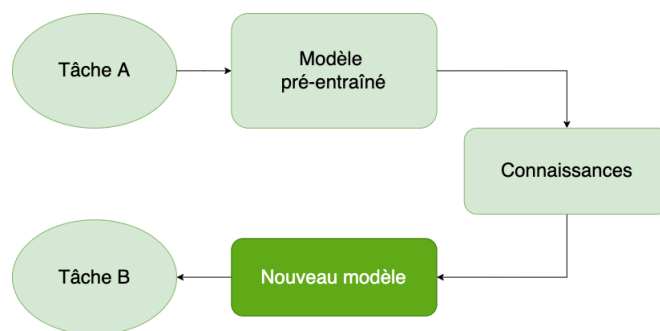 Tâche A
Modèle
pré-entraîné
Connaissances
Tâche B
Nouveau modèle